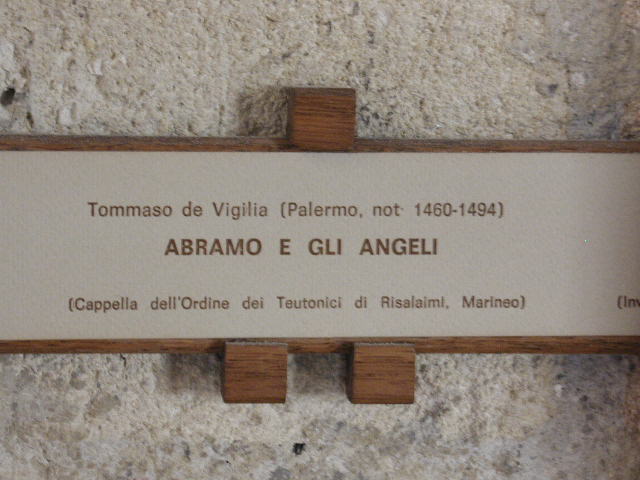 Tommaso de Vigilia (Palermo, not· 1460-1494)
ABRAMO E GLI ANGELI
(Cappella dell'Ordine dei Teutonici di Risalaimi, Marineo)